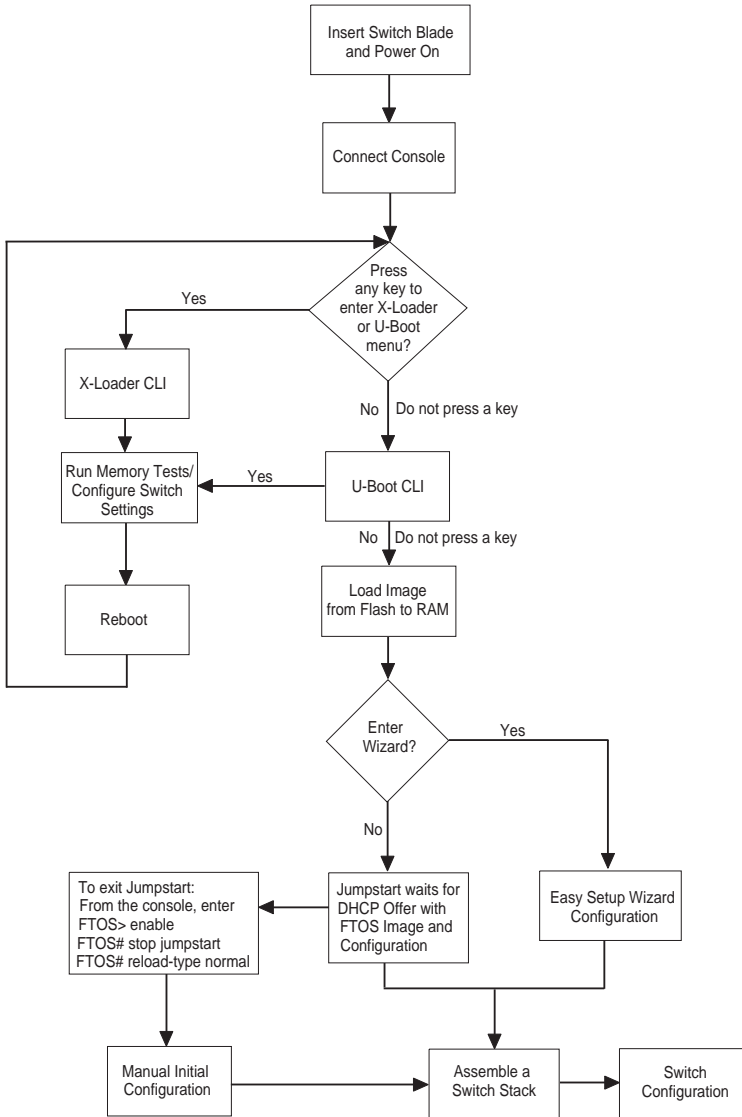 Insert Switch Blade
and Power On
Connect Console
Press
any key to
enter X-Loader
or U-Boot
menu?
Yes
X-Loader CLI
No
Do not press a key
Run Memory Tests/
Configure Switch
Settings
Yes
U-Boot CLI
No
Do not press a key
Reboot
Load Image
from Flash to RAM
Enter
Wizard?
Yes
No
To exit Jumpstart:
From the console, enter
FTOS> enable
FTOS# stop jumpstart
FTOS# reload-type normal
Jumpstart waits for
DHCP Offer with
FTOS Image and
Configuration
Easy Setup Wizard
Configuration
Manual Initial
Configuration
Assemble a
Switch Stack
Switch
Configuration